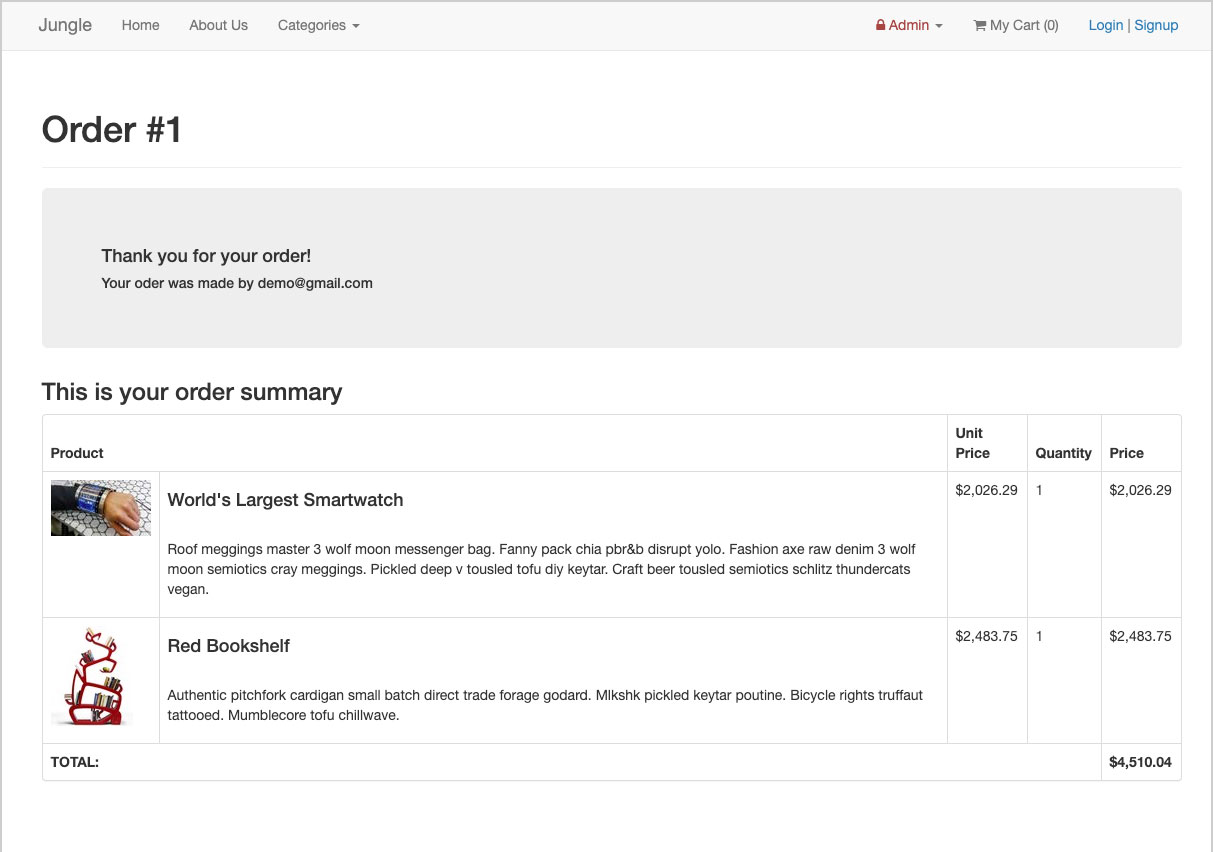 Jungle Home About Us Categories Admin My Cart (0) Login | Signup
Order #1
Thank you for your order!
Your oder was made by demo@gmail.com
This is your order summary
Product Unit Price Quantity Price
World's Largest Smartwatch $2,026.29 1 $2,026.29
Roof meggings master 3 wolf moon messenger bag. Fanny pack chia pbr&b disrupt yolo. Fashion axe raw denim 3 wolf
moon semiotics cray meggings. Pickled deep v tousled tofu diy keytar. Craft beer tousled semiotics schlitz thundercats
vegan.
Red Bookshelf $2,483.75 1 $2,483.75
Authentic pitchfork cardigan small batch direct trade forage godard. Mlkshk pickled keytar poutine. Bicycle rights truffaut
tattooed. Mumblecore tofu chillwave.
TOTAL: $4,510.04